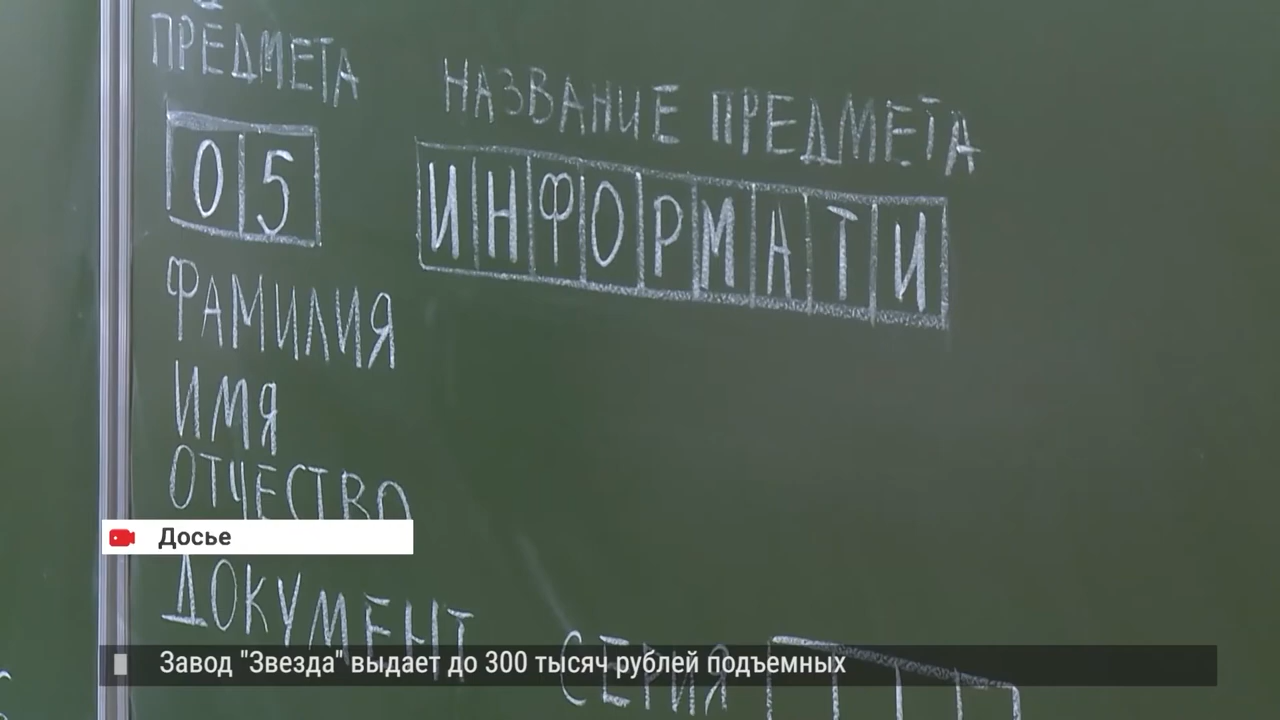 ПРЕДМЕТА
НАЗВАНИЕ ПРЕДМЕТА
05
ИНФОРМАТИ
ФАМИЛИЯ
ИМЯ
ОТЧЕСТВО
Досье
ДОКУМЕНТ
СЕРИЯ
Завод "Звезда" выдает до 300 тысяч рублей подъемных